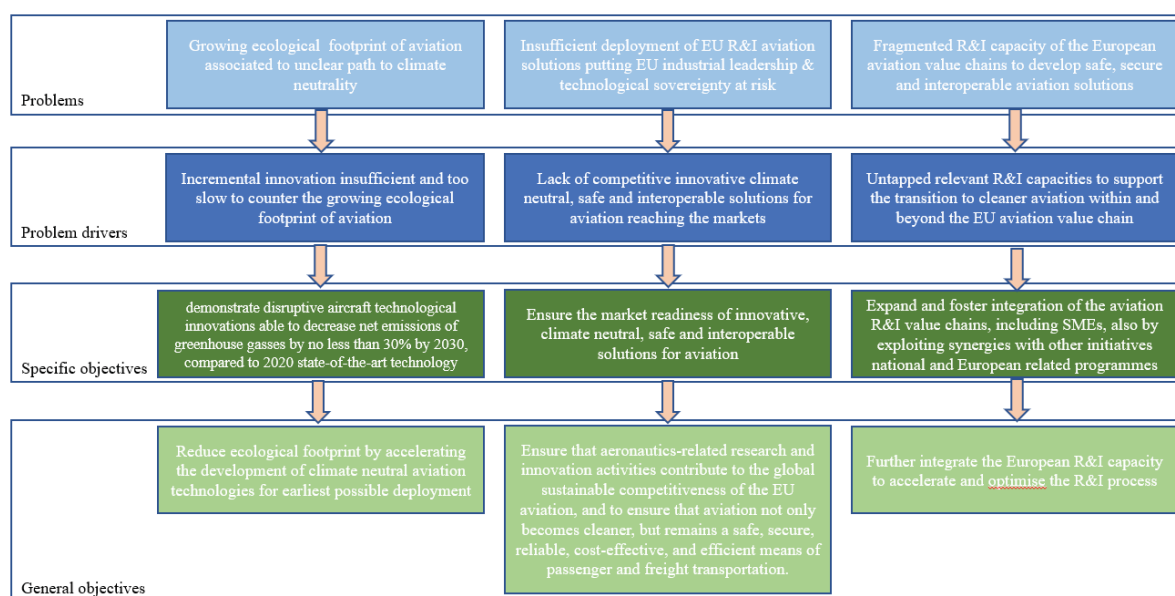 Problems
Growing ecological footprint of aviation
associated to unclear path to climate
neutrality
Insufficient deployment of EU R&I aviation
solutions putting EU industrial leadership &
technological sovereignty at risk
Fragmented R&I capacity of the European
aviation value chains to develop safe, secure
and interoperable aviation solutions
Problem drivers
Incremental innovation insufficient and too
slow to counter the growing ecological
footprint of aviation
Lack of competitive innovative climate
neutral, safe and interoperable solutions for
aviation reaching the markets
Untapped relevant R&I capacities to support
the transition to cleaner aviation within and
beyond the EU aviation value chain
Specific objectives
demonstrate disruptive aircraft technological
innovations able to decrease net emissions of
greenhouse gasses by no less than 30% by 2030,
compared to 2020 state-of-the-art technology
Ensure the market readiness of innovative,
climate neutral, safe and interoperable
solutions for aviation
Expand and foster integration of the aviation
R&I value chains, including SMEs, also by
exploiting synergies with other initiatives
national and European related programmes
General objectives
Reduce ecological footprint by accelerating
the development of climate neutral aviation
technologies for earliest possible deployment
Ensure that aeronautics-related research and
innovation activities contribute to the global
sustainable competitiveness of the EU
aviation, and to ensure that aviation not only
becomes cleaner, but remains a safe, secure,
reliable, cost-effective, and efficient means of
passenger and freight transportation.
Further integrate the European R&I capacity
to accelerate and optimise the R&I process